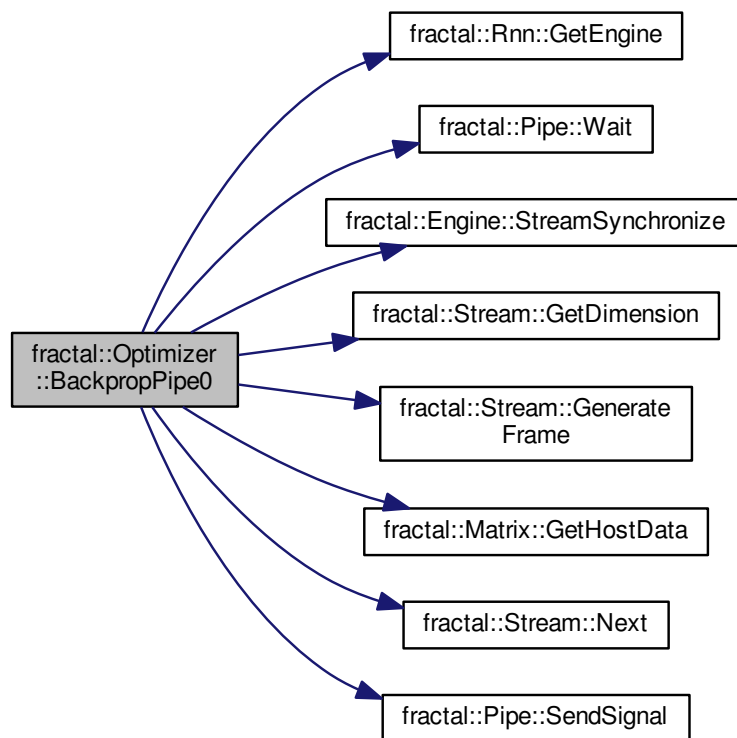 fractal::Rnn::GetEngine
fractal::Pipe::Wait
fractal::Engine::StreamSynchronize
fractal::Stream::GetDimension
fractal::Optimizer
::BackpropPipe0
fractal::Stream::Generate
Frame
fractal::Matrix::GetHostData
fractal::Stream::Next
fractal::Pipe::SendSignal